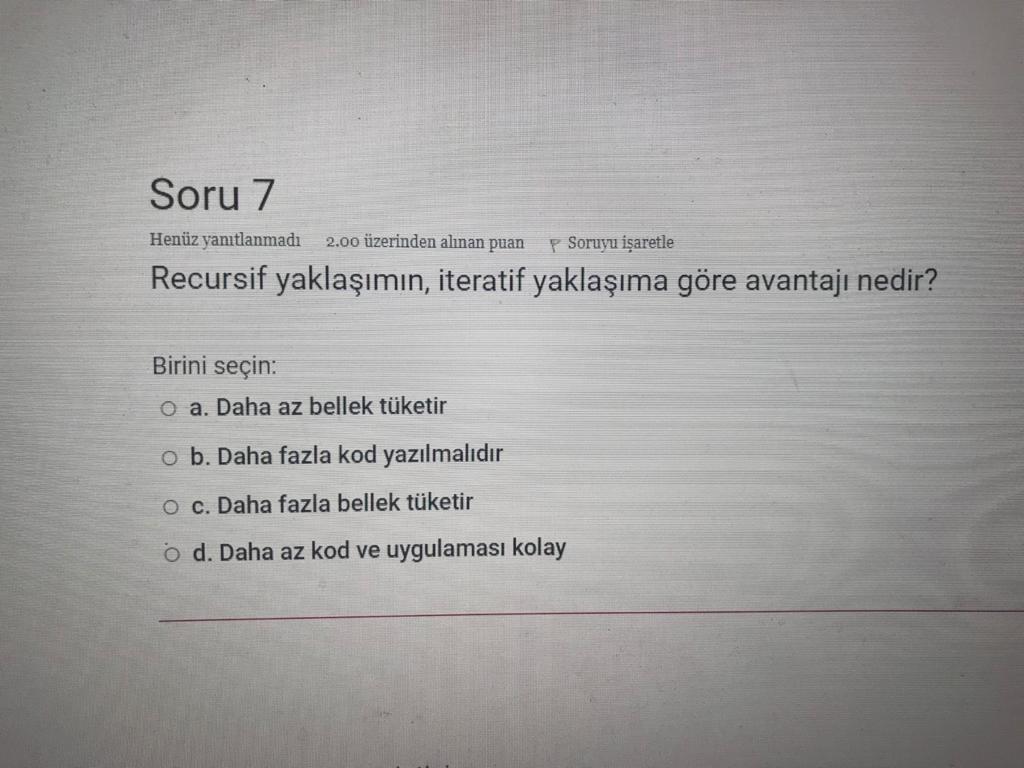 Soru 7
Henüz yanıtlanmadı 2.00 üzerinden alınan puan Soruyu işaretle
Recursif yaklaşımın, iteratif yaklaşıma göre avantajı nedir?
Birini seçin:
a. Daha az bellek tüketir
b. Daha fazla kod yazılmalıdır
c. Daha fazla bellek tüketir
d. Daha az kod ve uygulaması kolay